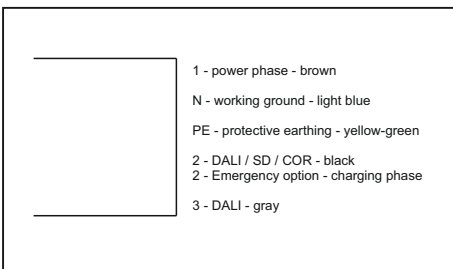 1 - power phase - brown
N - working ground - light blue
PE - protective earthing - yellow-green
2 - DALI / SD / COR - black
2 - Emergency option - charging phase
3 - DALI - gray